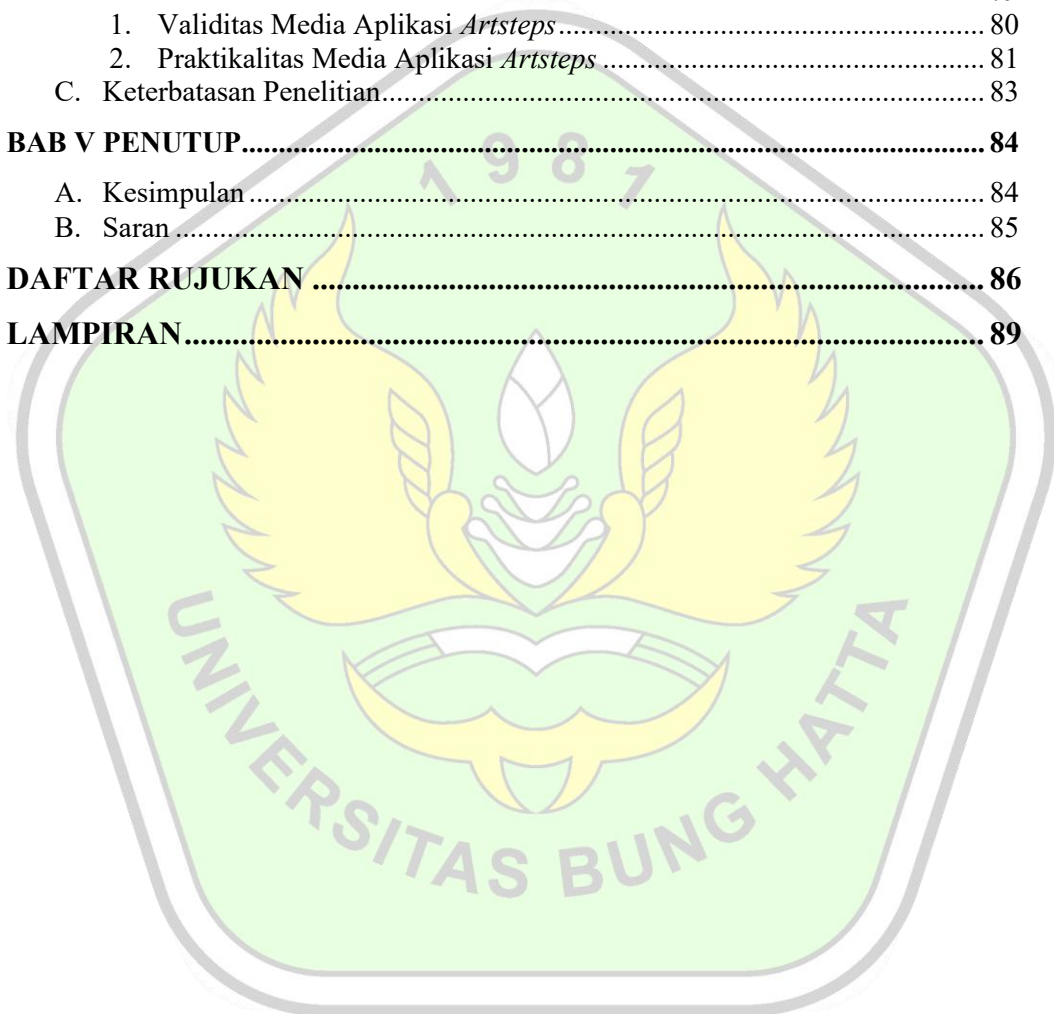 1. Validitas Media Aplikasi Artsteps........................................................ 80
2. Praktikalitas Media Aplikasi Artsteps ................................................... 81
C. Keterbatasan Penelitian................................................................................ 83
BAB V PENUTUP.................................................................................................. 84
A. Kesimpulan .................................................................................................. 84
B. Saran ............................................................................................................ 85
DAFTAR RUJUKAN ........................................................................................ 86
LAMPIRAN......................................................................................................... 89
1981
UNIVERSITAS BUNG HATTA